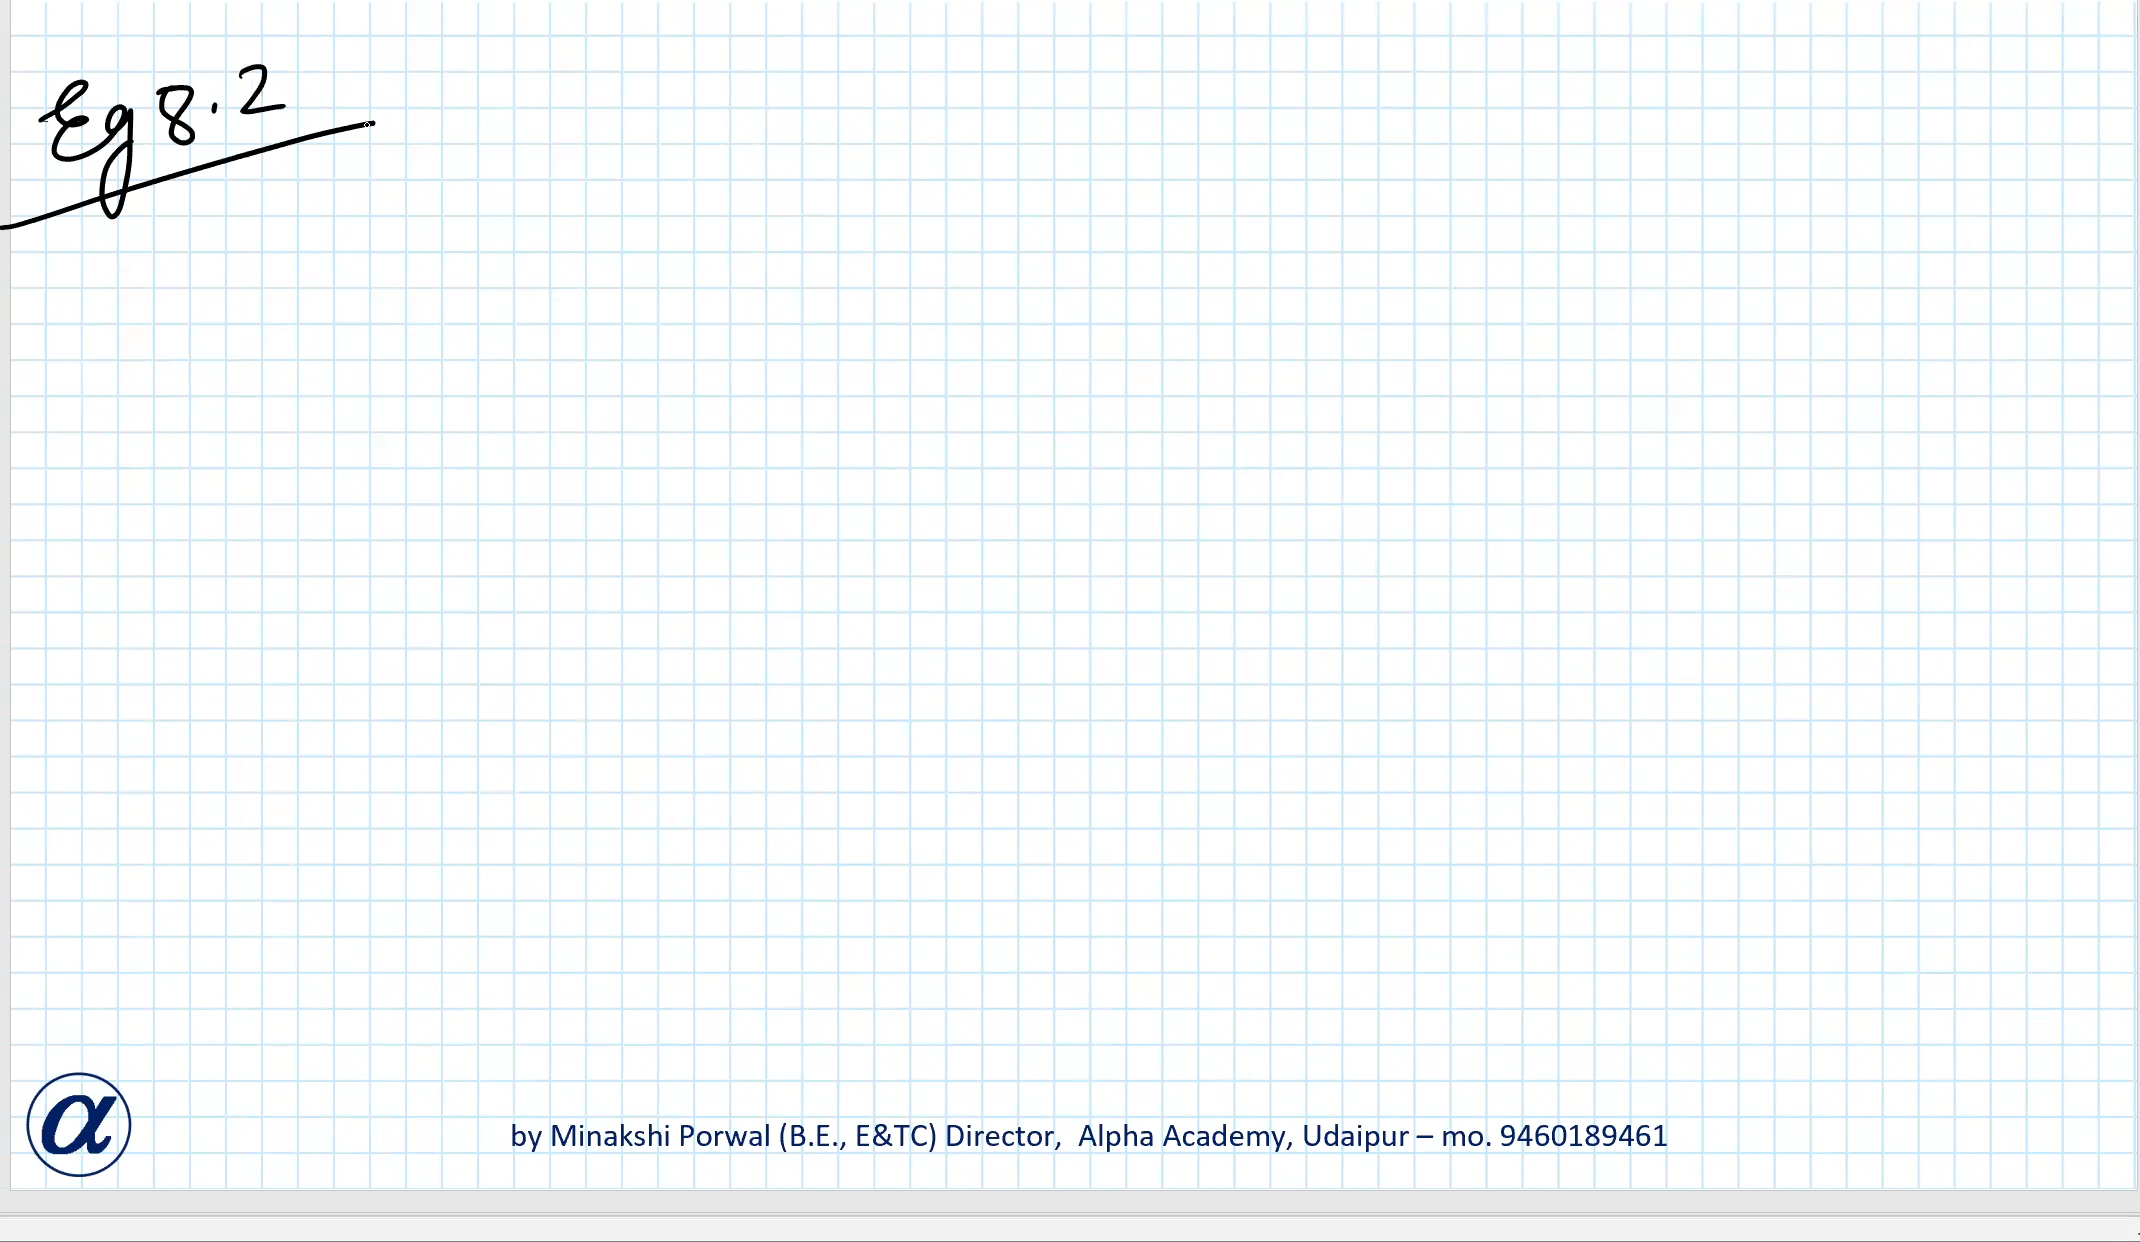 Eg 8.2
α
by Minakshi Porwal (B.E., E&TC) Director, Alpha Academy, Udaipur – mo. 9460189461